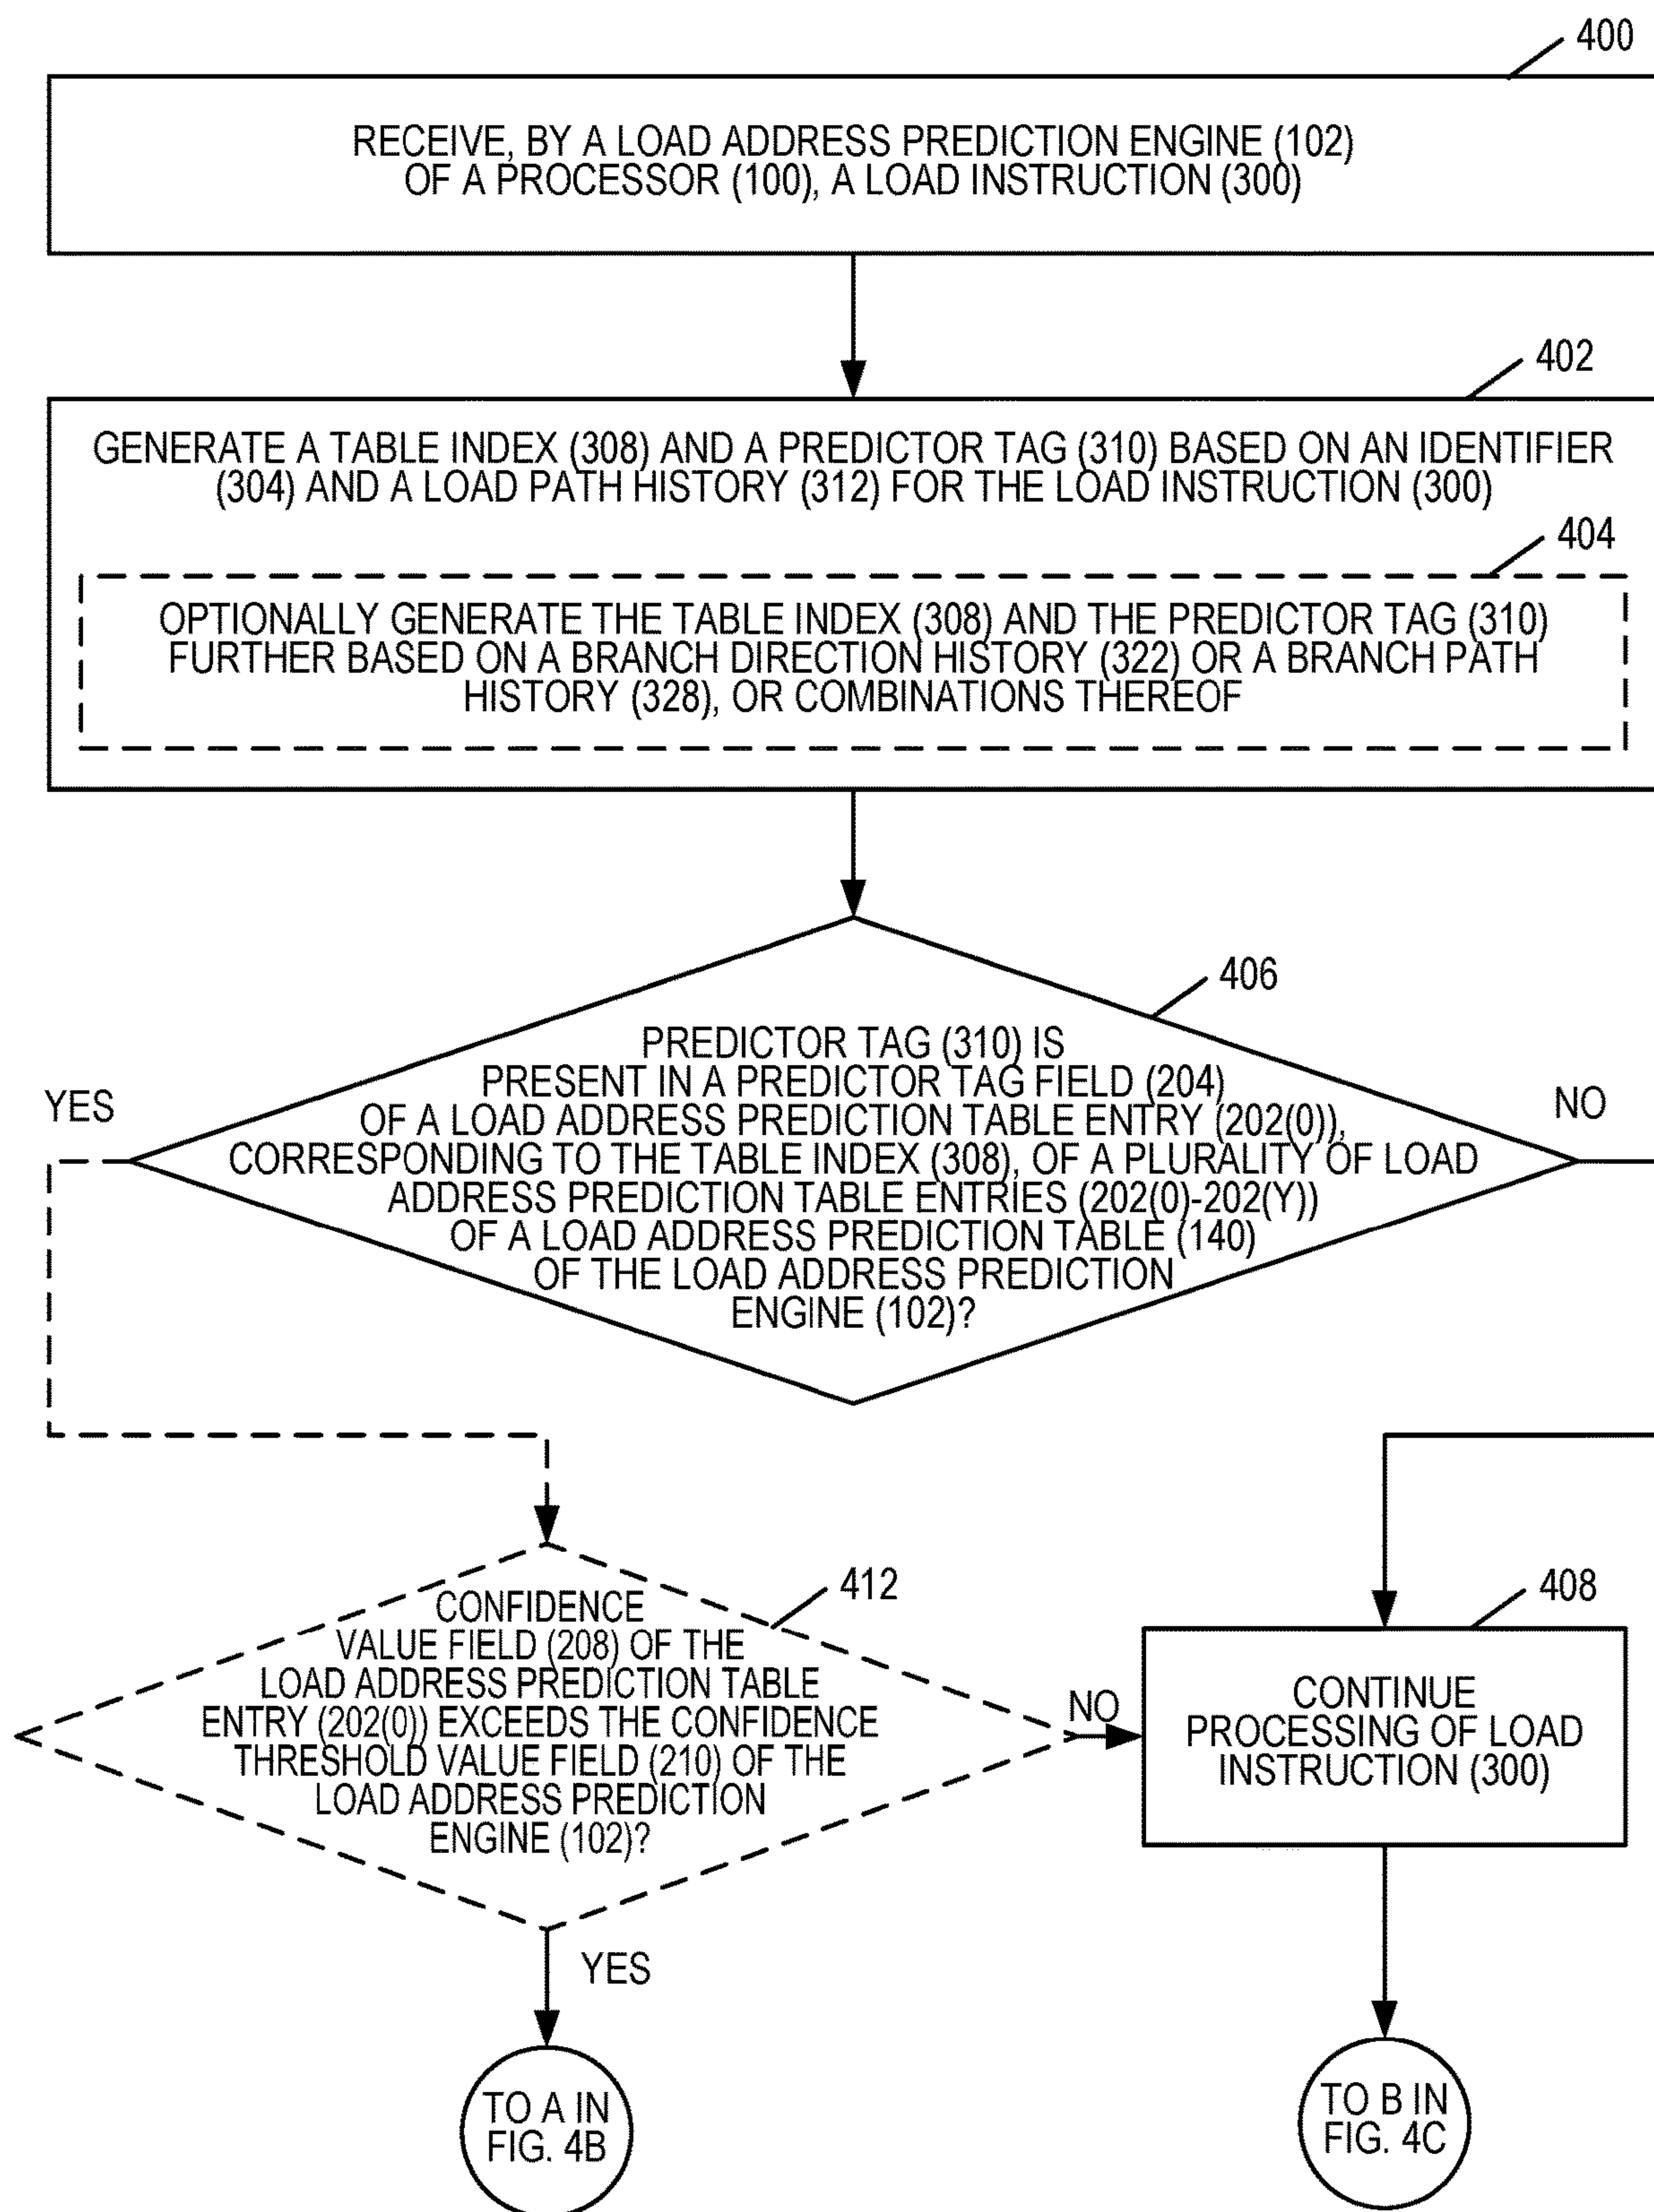 400
RECEIVE, BY A LOAD ADDRESS PREDICTION ENGINE (102)
OF A PROCESSOR (100), A LOAD INSTRUCTION (300)
402
GENERATE A TABLE INDEX (308) AND A PREDICTOR TAG (310) BASED ON AN IDENTIFIER
(304) AND A LOAD PATH HISTORY (312) FOR THE LOAD INSTRUCTION (300)
404
OPTIONALLY GENERATE THE TABLE INDEX (308) AND THE PREDICTOR TAG (310)
FURTHER BASED ON A BRANCH DIRECTION HISTORY (322) OR A BRANCH PATH
HISTORY (328), OR COMBINATIONS THEREOF
406
PREDICTOR TAG (310) IS
PRESENT IN A PREDICTOR TAG FIELD (204)
OF A LOAD ADDRESS PREDICTION TABLE ENTRY (202(0)),
CORRESPONDING TO THE TABLE INDEX (308), OF A PLURALITY OF LOAD
ADDRESS PREDICTION TABLE ENTRIES (202(0)-202(Y))
OF A LOAD ADDRESS PREDICTION TABLE (140)
OF THE LOAD ADDRESS PREDICTION
ENGINE (102)?
YES
NO
412
CONFIDENCE
VALUE FIELD (208) OF THE
LOAD ADDRESS PREDICTION TABLE
ENTRY (202(0)) EXCEEDS THE CONFIDENCE
THRESHOLD VALUE FIELD (210) OF THE
LOAD ADDRESS PREDICTION
ENGINE (102)?
NO
YES
408
CONTINUE
PROCESSING OF LOAD
INSTRUCTION (300)
TO A IN
FIG. 4B
TO B IN
FIG. 4C